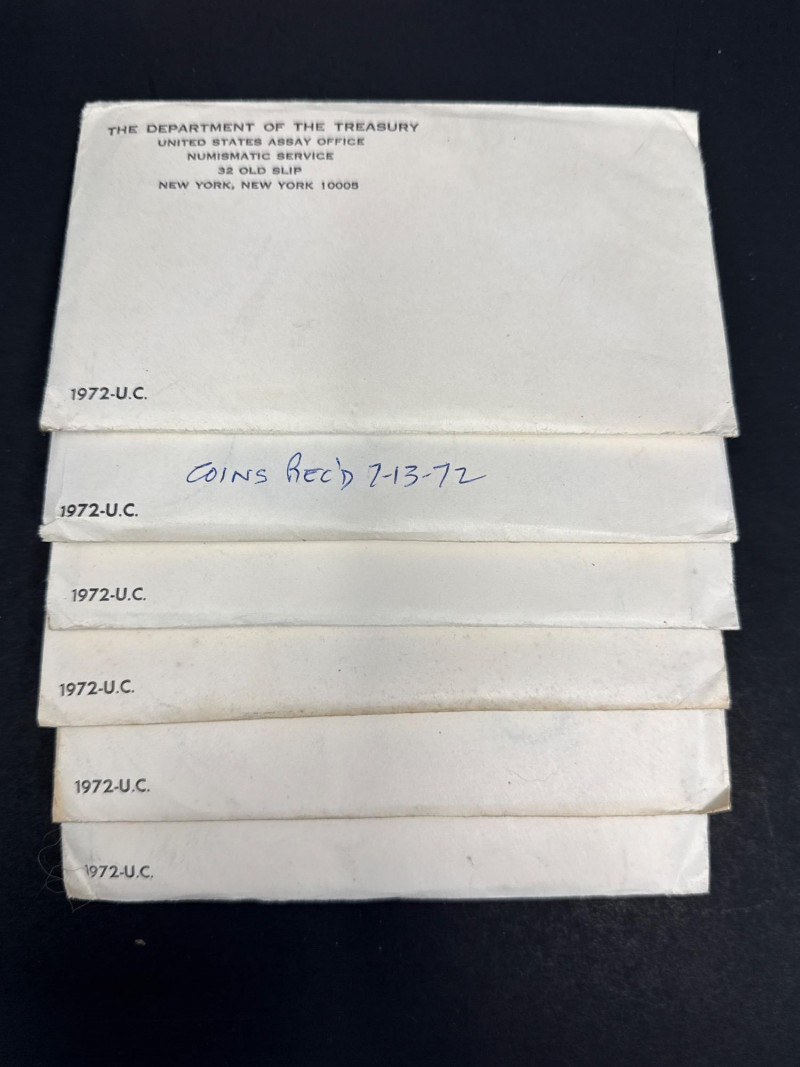 THE DEPARTMENT OF THE TREASURY
UNITED STATES ASSAY OFFICE
NUMISMATIC SERVICE
32 OLD SLIP
NEW YORK, NEW YORK 10005
1972-U.C.
COINS REC'D 7-13-72
1972-U.C.
1972-U.C.
1972-U.C.
1972-U.C.
1972-U.C.